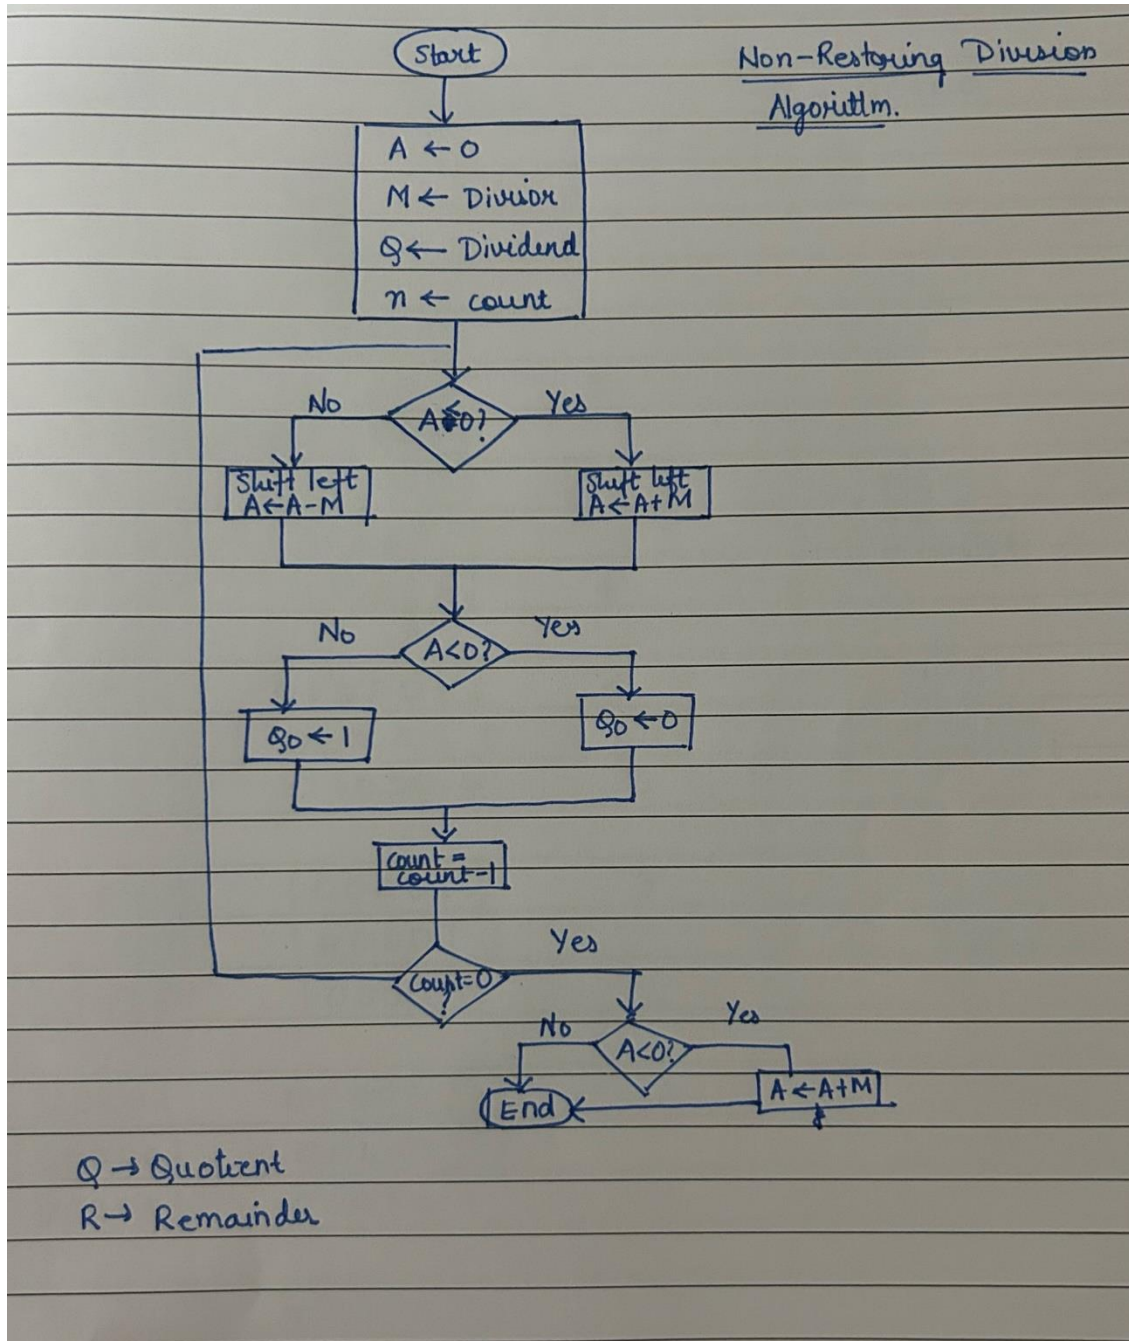 Start
Non-Restoring Division
Algorithm.
A ← 0
M ← Divisor
Q ← Dividend
n ← count
No
Yes
A<0?
Shift left
A←A-M
Shift left
A←A+M
No
Yes
A<0?
Q0 ← 1
Q0 ← 0
count =
count-1
Yes
count=0
?
No
Yes
A<0?
End
A ← A+M
Q → Quotient
R → Remainder